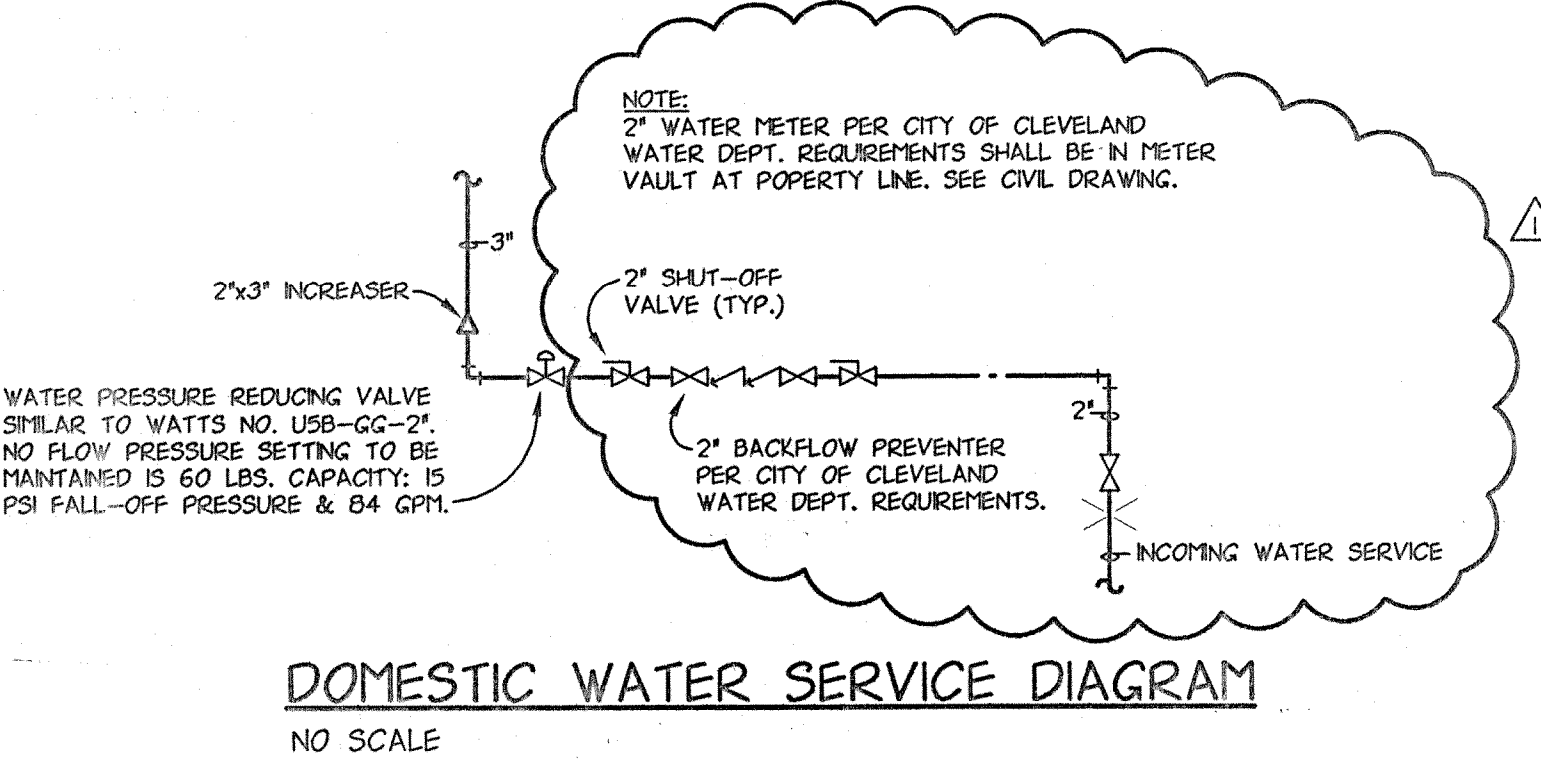 NOTE:
2" WATER METER PER CITY OF CLEVELAND
WATER DEPT. REQUIREMENTS SHALL BE IN METER
VAULT AT POPERTY LINE. SEE CIVIL DRAWING.
1
3"
2"x3" INCREASER
2" SHUT-OFF
VALVE (TYP.)
WATER PRESSURE REDUCING VALVE
SIMILAR TO WATTS NO. U5B-GG-2".
NO FLOW PRESSURE SETTING TO BE
MAINTAINED IS 60 LBS. CAPACITY: 15
PSI FALL-OFF PRESSURE & 84 GPM.
2"
2" BACKFLOW PREVENTER
PER CITY OF CLEVELAND
WATER DEPT. REQUIREMENTS.
INCOMING WATER SERVICE
DOMESTIC WATER SERVICE DIAGRAM
NO SCALE